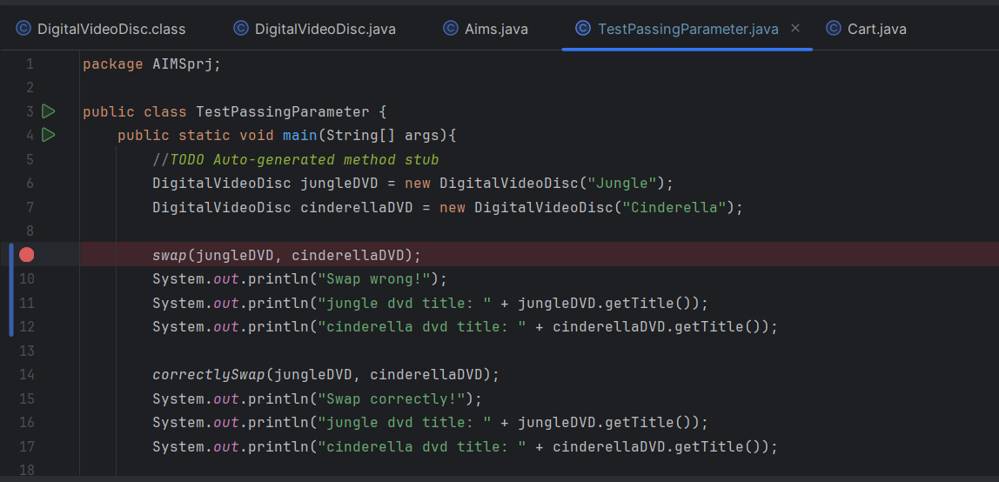 DigitalVideoDisc.class DigitalVideoDisc.java Aims.java TestPassingParameter.java Cart.java
1 package AIMSprj;
2
3 public class TestPassingParameter {
4 public static void main(String[] args){
5 //TODO Auto-generated method stub
6 DigitalVideoDisc jungleDVD = new DigitalVideoDisc("Jungle");
7 DigitalVideoDisc cinderellaDVD = new DigitalVideoDisc("Cinderella");
8
swap(jungleDVD, cinderellaDVD);
10 System.out.println("Swap wrong!");
11 System.out.println("jungle dvd title: " + jungleDVD.getTitle());
12 System.out.println("cinderella dvd title: " + cinderellaDVD.getTitle());
13
14 correctlySwap(jungleDVD, cinderellaDVD);
15 System.out.println("Swap correctly!");
16 System.out.println("jungle dvd title: " + jungleDVD.getTitle());
17 System.out.println("cinderella dvd title: " + cinderellaDVD.getTitle());
18